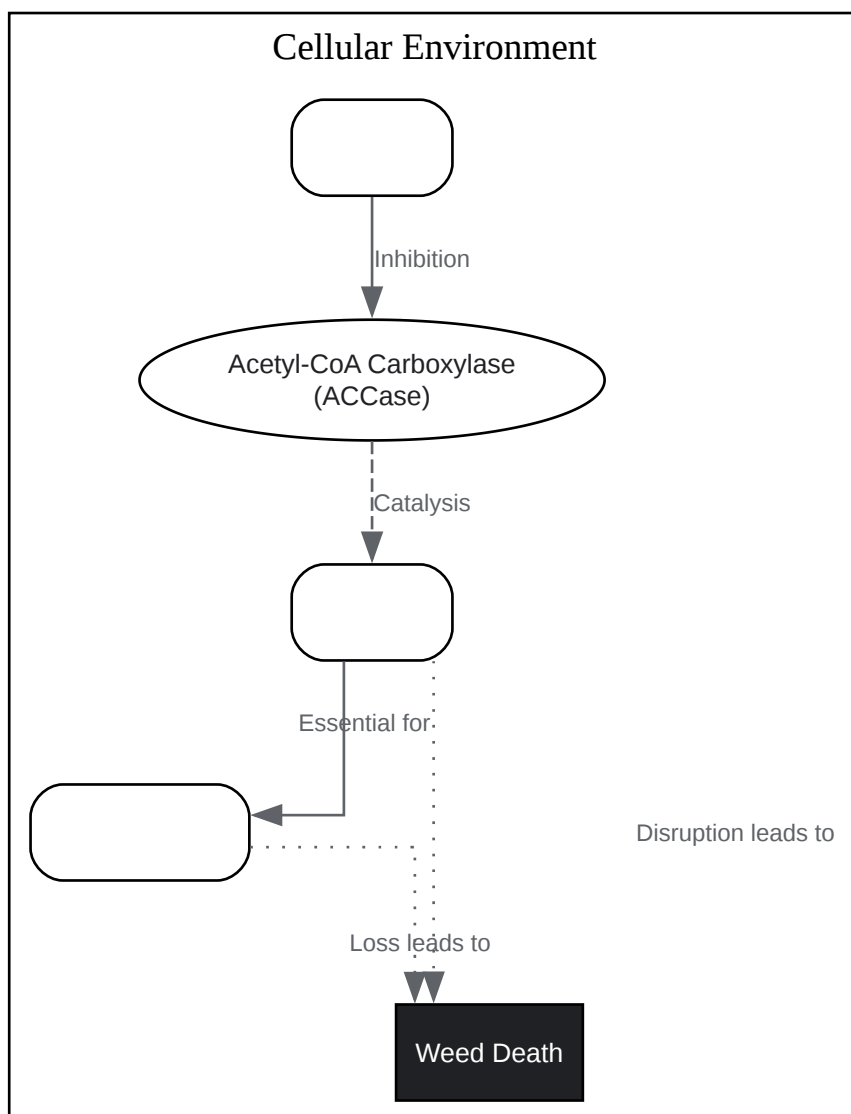 Cellular Environment
Inhibition
Acetyl-CoA Carboxylase
(ACCase)
Catalysis
Essential for
Disruption leads to
Loss leads to
Weed Death